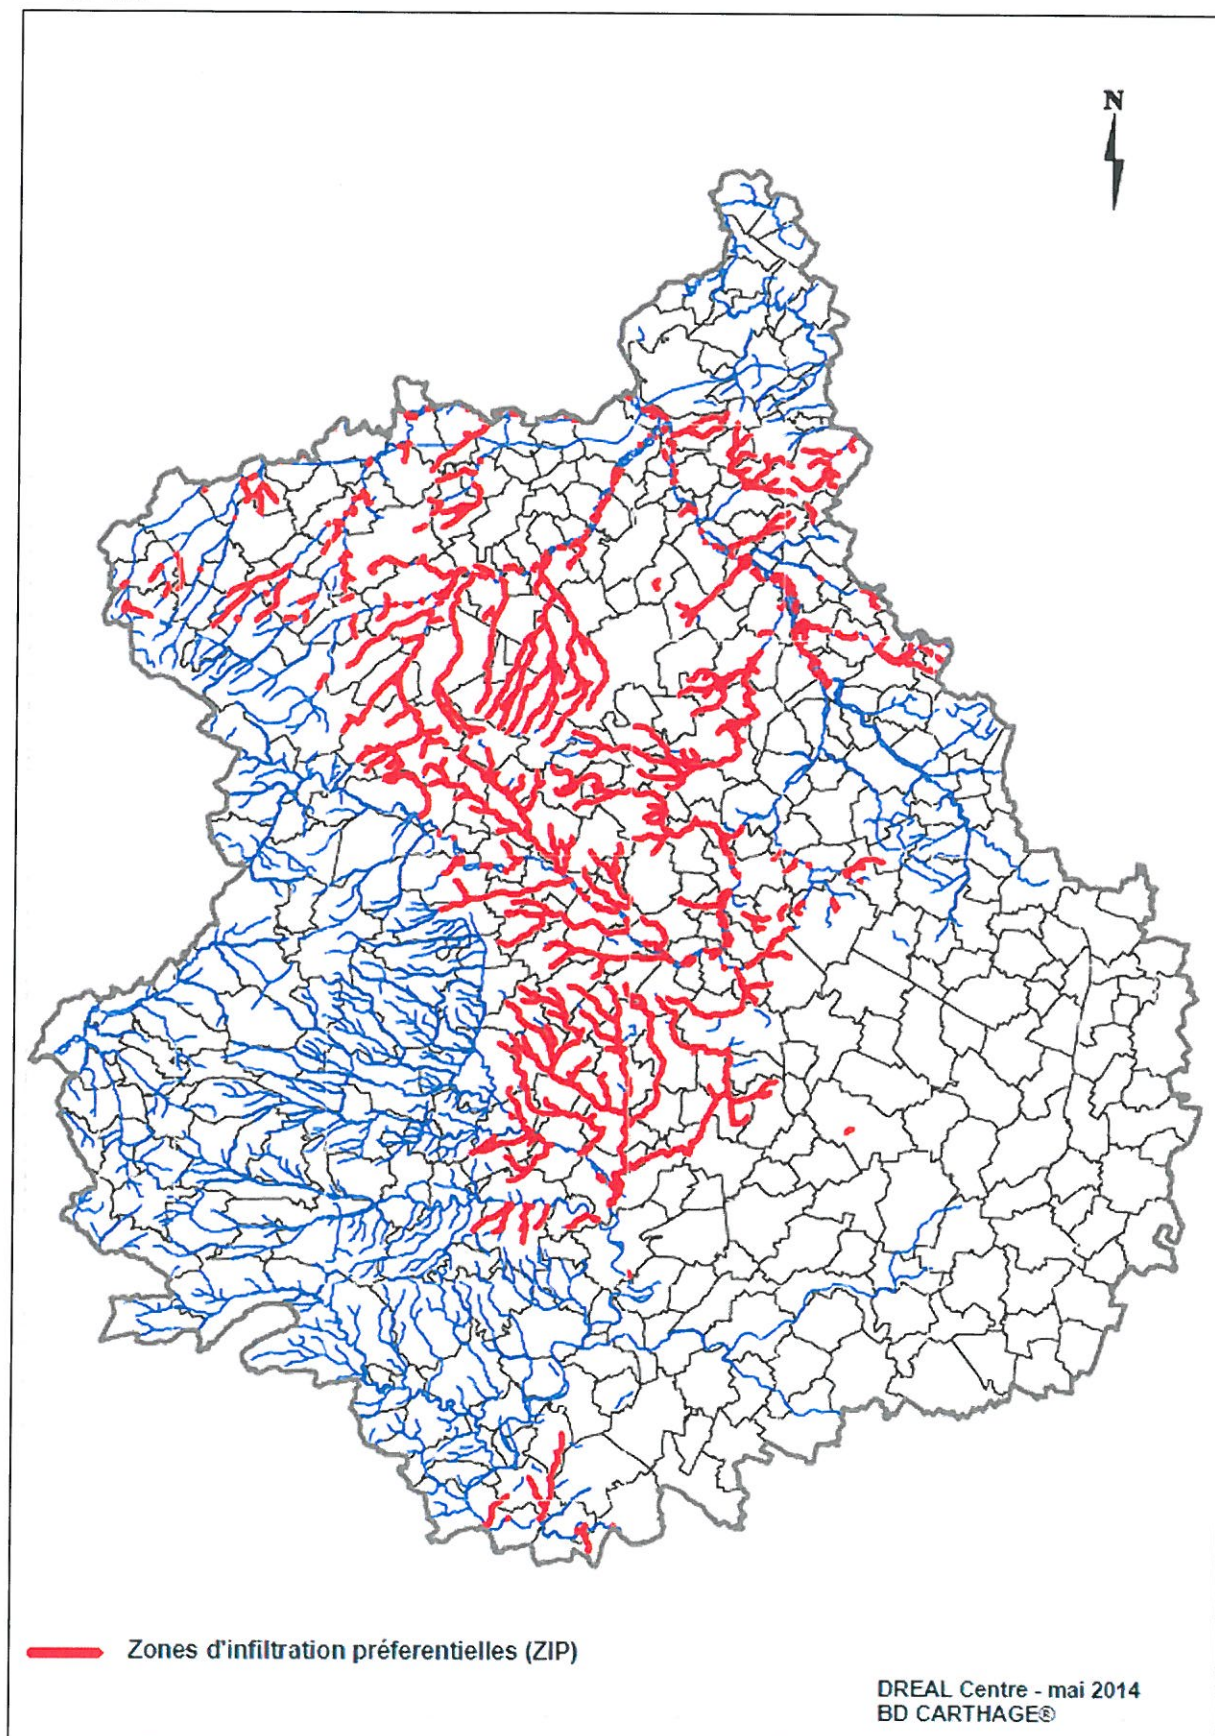 N
Zones d'infiltration préferentielles (ZIP)
DREAL Centre - mai 2014
BD CARTHAGE®